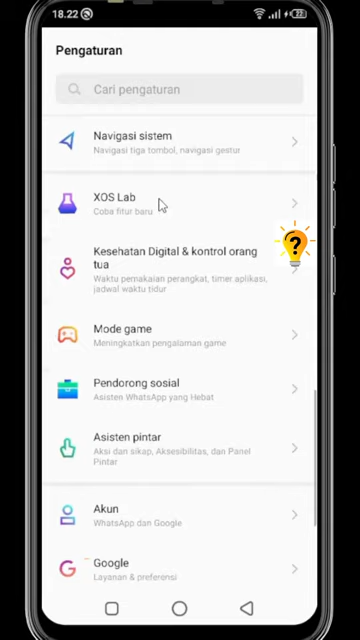 18.22
22
Pengaturan
Cari pengaturan
Navigasi sistem
Navigasi tiga tombol, navigasi gestur
XOS Lab
Coba fitur baru
Kesehatan Digital & kontrol orang
tua
Waktu pemakaian perangkat, timer aplikasi,
jadwal waktu tidur
Mode game
Meningkatkan pengalaman game
Pendorong sosial
Asisten WhatsApp yang Hebat
Asisten pintar
Aksi dan sikap, Aksesibilitas, dan Panel
Pintar
Akun
WhatsApp dan Google
Google
Layanan & preferensi